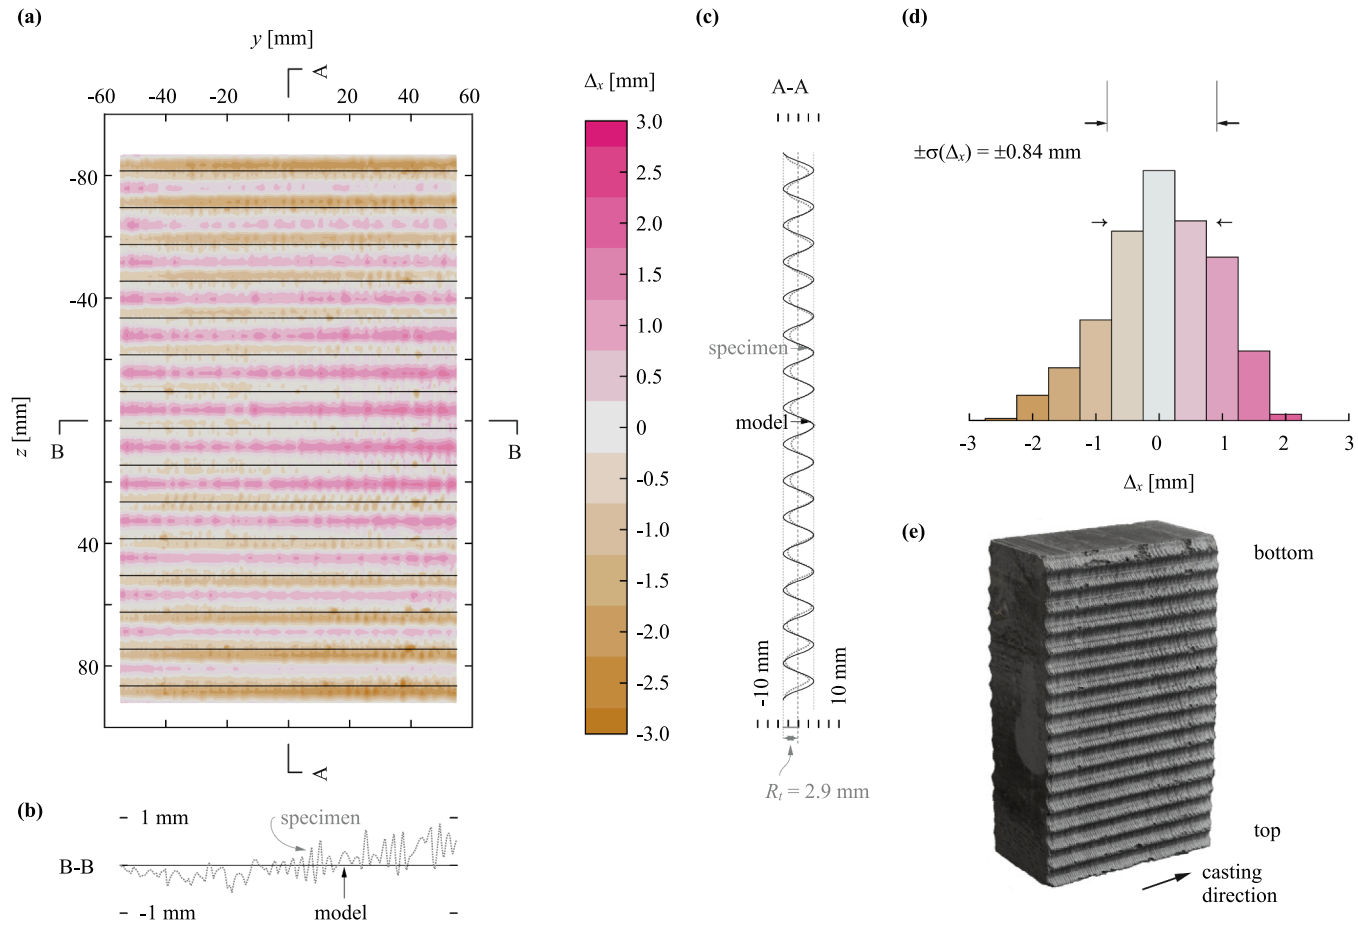 (a)
y [mm]
A
-60 -40 20 40 60
-80
-40
z [mm]
B
B
40
80
A
Δx [mm]
3.0
2.5
2.0
1.5
1.0
0.5
0
-0.5
-1.0
-1.5
-2.0
-2.5
-3.0
(b)
1 mm
specimen
B-B
-1 mm
model
(c)
A-A
specimen
model
-10 mm
10 mm
Rt = 2.9 mm
(d)
±σ(Δx) = ±0.84 mm
-3 -2 -1 0 1 2 3
Δx [mm]
(e)
bottom
top
casting
direction